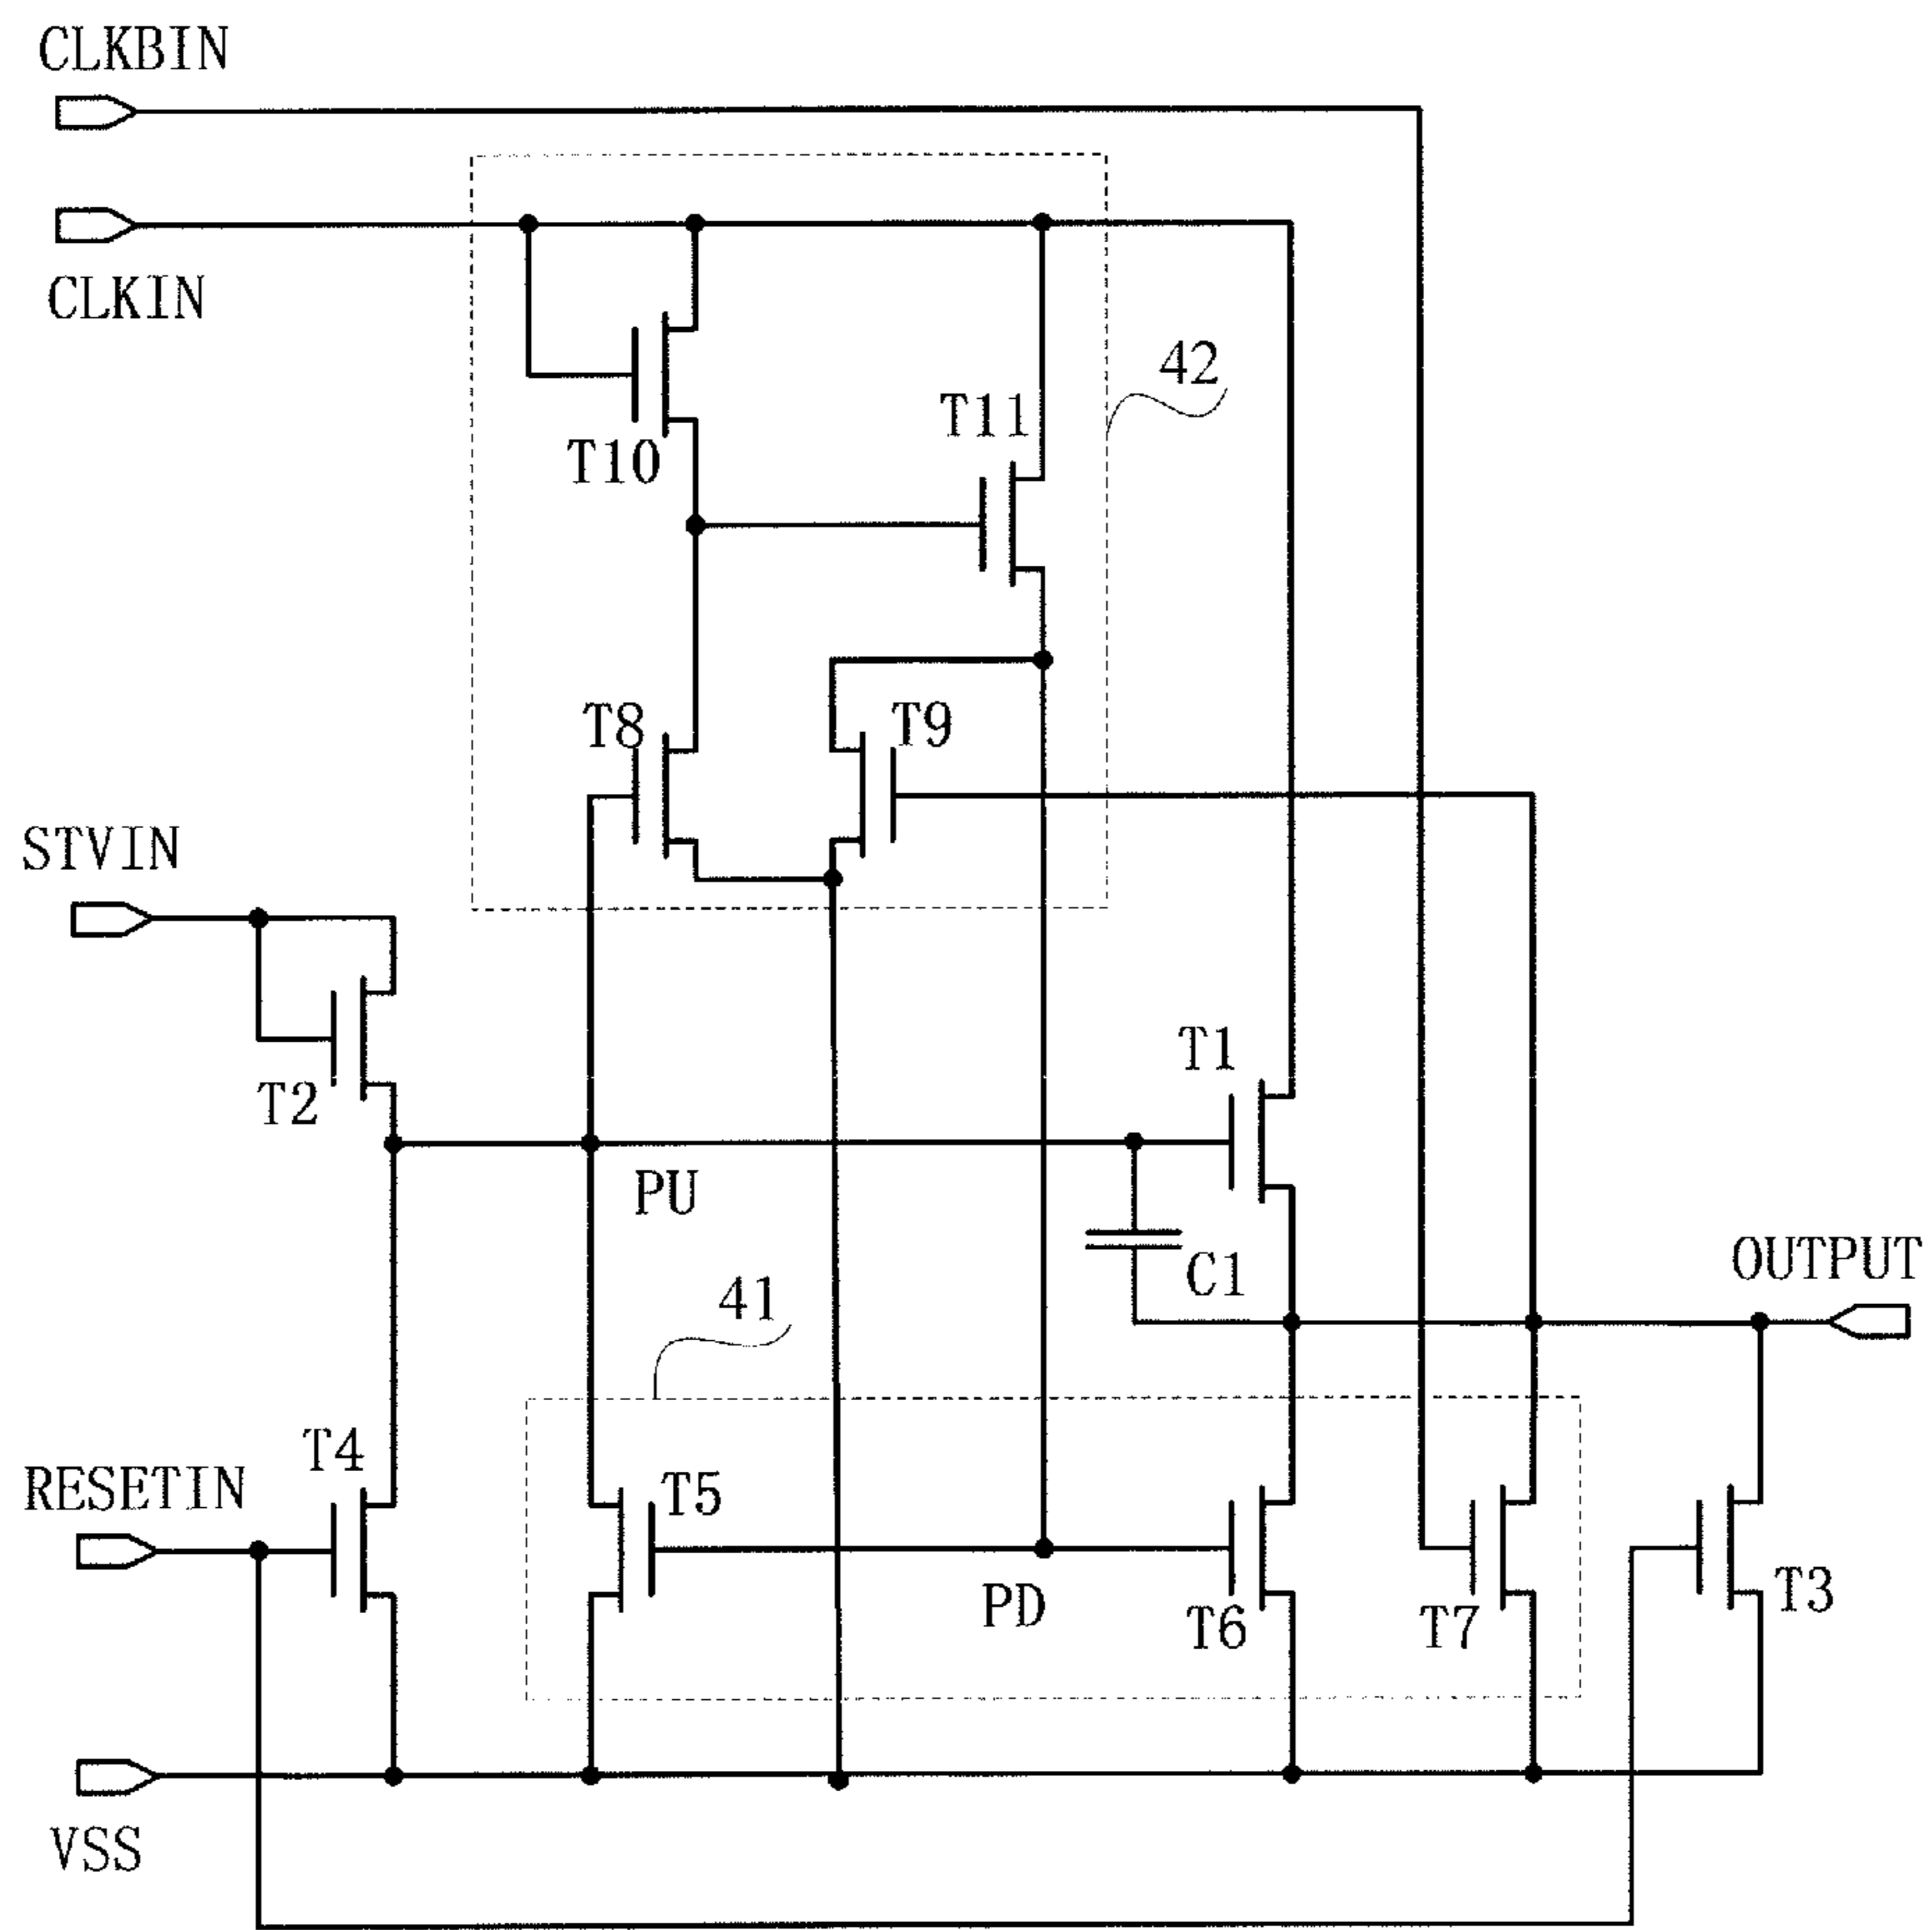 CLKBIN
CLKIN
42
T11
T10
T8
T9
STVIN
T2
T1
PU
C1
OUTPUT
41
T4
RESETIN
T5
PD
T6
T7
T3
VSS